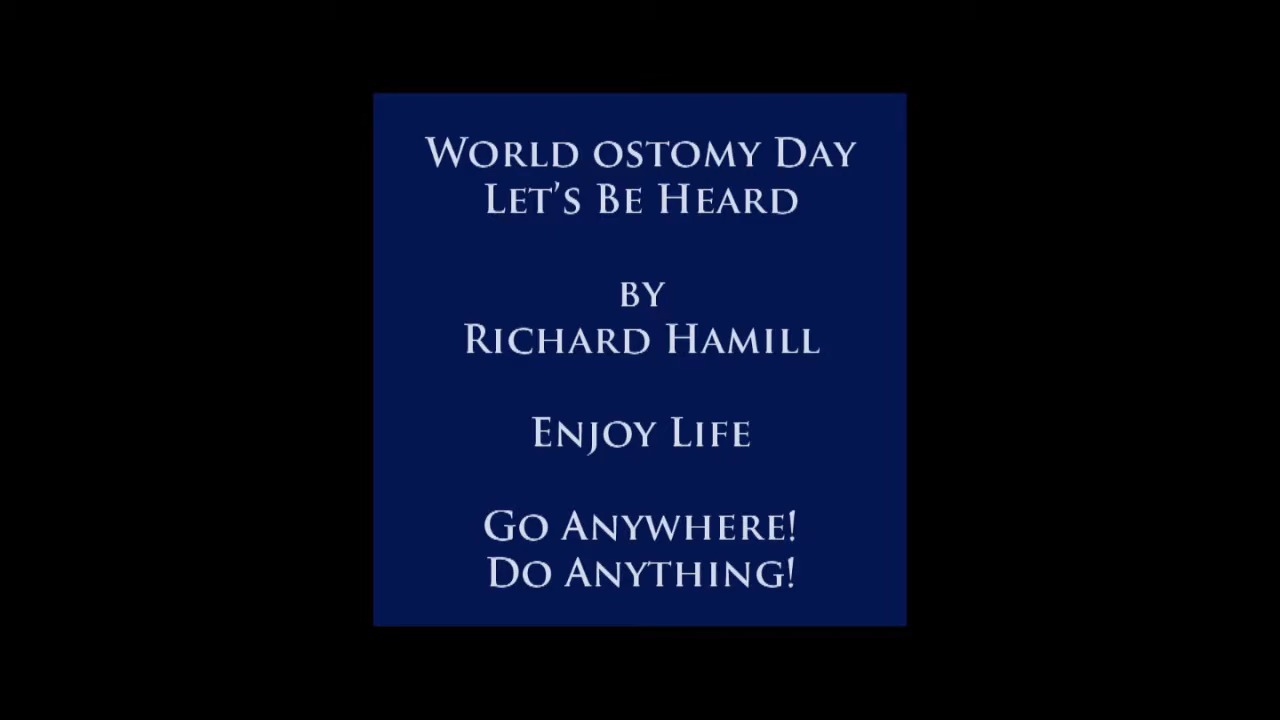 World ostomy Day
Let's Be Heard
by
Richard Hamill
Enjoy Life
Go Anywhere!
Do Anything!